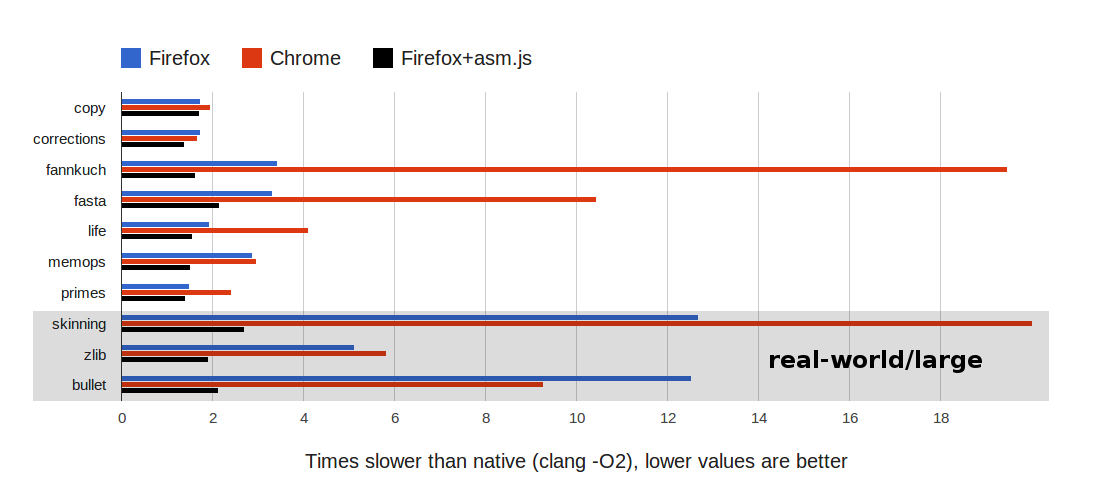 Firefox Chrome Firefox+asm.js
copy
corrections
fannkuch
fasta
life
memops
primes
skinning
zlib
real-world/large
bullet
0 2 4 6 8 10 12 14 16 18
Times slower than native (clang -O2), lower values are better